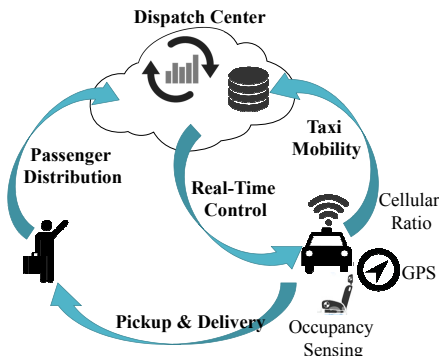 Dispatch Center
Passenger
Distribution
Taxi
Mobility
Real-Time
Control
Cellular
Ratio
GPS
Pickup & Delivery
Occupancy
Sensing